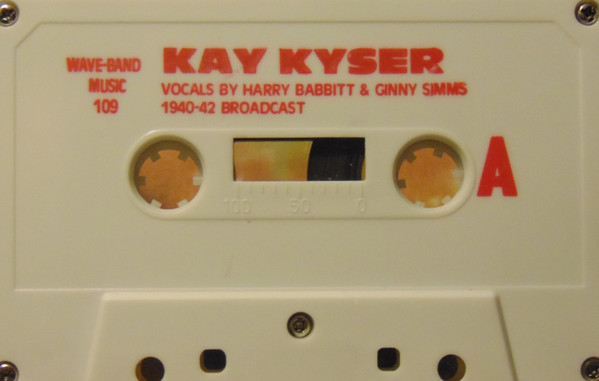 WAVE-BAND
MUSIC
109
KAY KYSER
VOCALS BY HARRY BABBITT & GINNY SIMMS
1940-42 BROADCAST
A
100 50 0